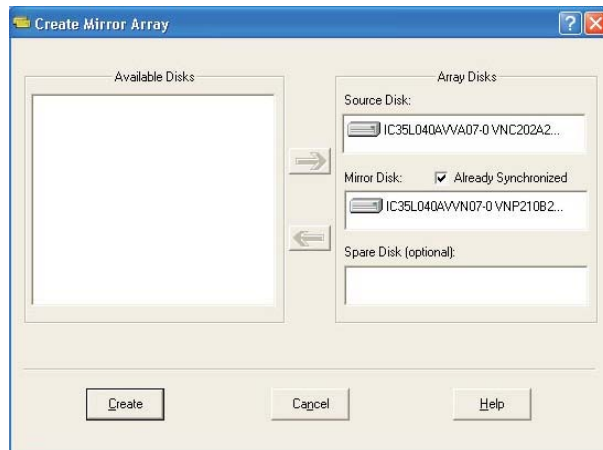 Create Mirror Array
Available Disks
Array Disks
Source Disk:
IC35L040AVVA07-0 VNC202A2...
Mirror Disk: Already Synchronized
IC35L040AVVN07-0 VNP210B2...
Spare Disk (optional):
Create Cancel Help